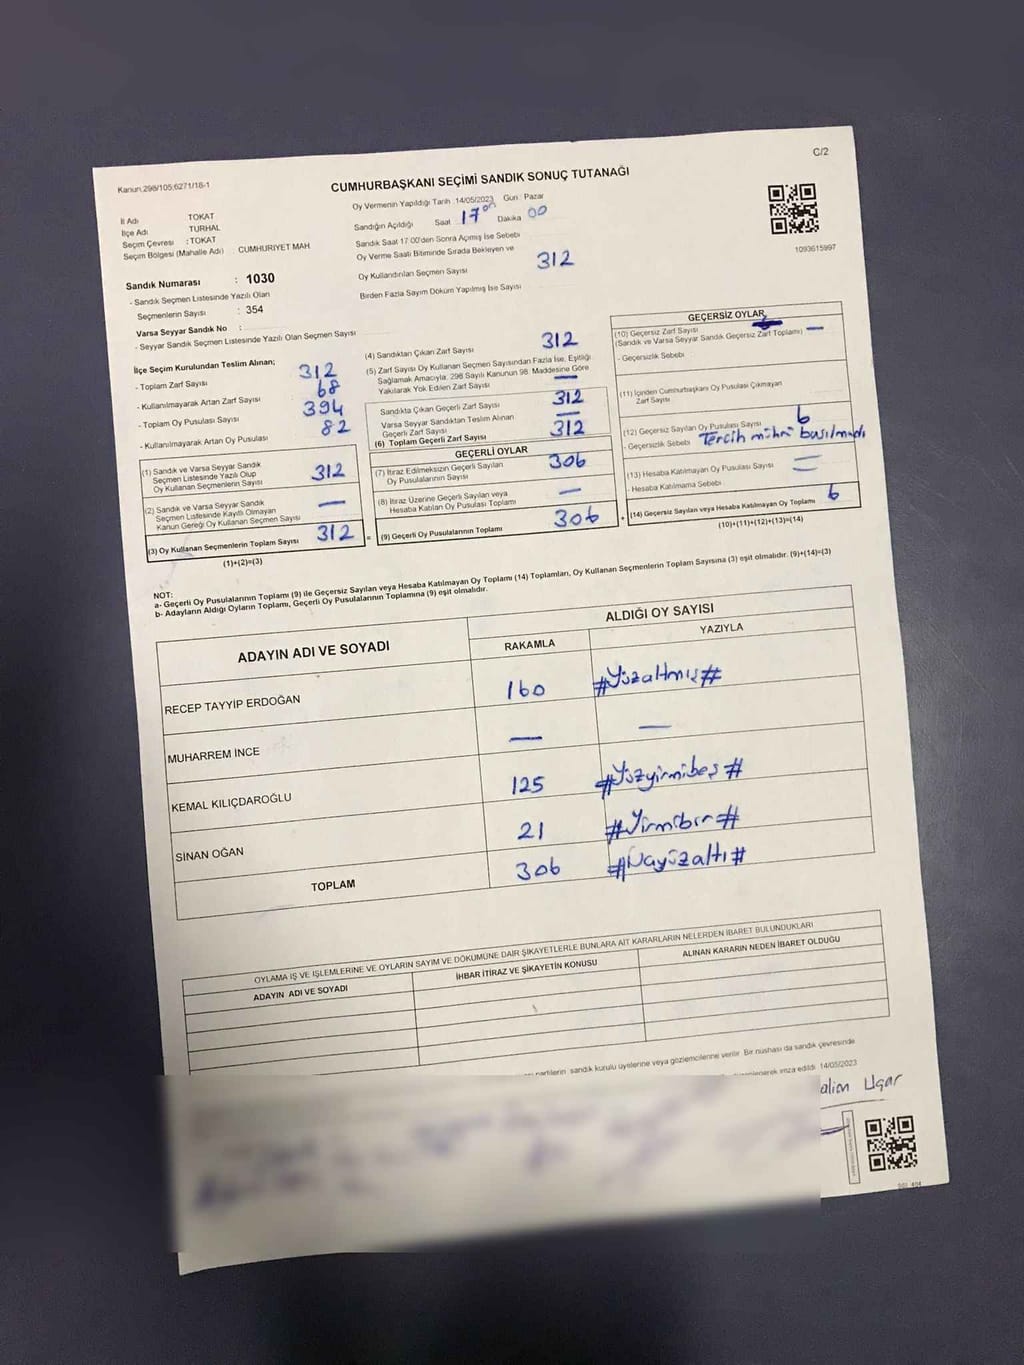 C/2
Kanun:298/105;6271/18-1
CUMHURBAŞKANI SEÇİMİ SANDIK SONUÇ TUTANAĞI
İl Adı TOKAT
İlçe Adı TURHAL
Seçim Çevresi : TOKAT
Seçim Bölgesi (Mahalle Adı) : CUMHURIYET MAH
Oy Vermenin Yapıldığı Tarih 14/05/2023 Gün: Pazar
Sandığın Açıldığı Saat 17 00 Dakika 00
Sandık Saat 17.00'den Sonra Açımış İse Sebebi
Oy Verme Saati Bitiminde Sırada Bekleyen ve
Oy Kullandırılan Seçmen Sayısı 312
Birden Fazla Sayım Döküm Yapılmış İse Sayısı
1093615997
Sandık Numarası : 1030
- Sandık Seçmen Listesinde Yazılı Olan
Seçmenlerin Sayısı : 354
Varsa Seyyar Sandık No :
- Seyyar Sandık Seçmen Listesinde Yazılı Olan Seçmen Sayısı
İlçe Seçim Kurulundan Teslim Alınan;
- Toplam Zarf Sayısı 312
- Kullanılmayarak Artan Zarf Sayısı 68
- Toplam Oy Pusulası Sayısı 394
- Kullanılmayarak Artan Oy Pusulası 82
(1) Sandık ve Varsa Seyyar Sandık
Seçmen Listesinde Yazılı Olup
Oy Kullanan Seçmenlerin Sayısı 312
(2) Sandık ve Varsa Seyyar Sandık
Seçmen Listesinde Kayıtlı Olmayan
Kanun Gereği Oy Kullanan Seçmen Sayısı —
(3) Oy Kullanan Seçmenlerin Toplam Sayısı 312 =
(1)+(2)=(3)
(4) Sandıktan Çıkan Zarf Sayısı 312
(5) Zarf Sayısı Oy Kullanan Seçmen Sayısından Fazla İse, Eşitliği
Sağlamak Amacıyla; 298 Sayılı Kanunun 98. Maddesine Göre
Yakılarak Yok Edilen Zarf Sayısı —
Sandıkta Çıkan Geçerli Zarf Sayısı 312
Varsa Seyyar Sandıktan Teslim Alınan
Geçerli Zarf Sayısı —
(6) Toplam Geçerli Zarf Sayısı 312
GEÇERLİ OYLAR
(7) İtiraz Edilmeksizin Geçerli Sayılan
Oy Pusulalarının Sayısı 306
(8) İtiraz Üzerine Geçerli Sayılan veya
Hesaba Katılan Oy Pusulası Toplamı —
(9) Geçerli Oy Pusulalarının Toplamı 306 +
GEÇERSİZ OYLAR
(10) Geçersiz Zarf Sayısı
(Sandık ve Varsa Seyyar Sandık Geçersiz Zarf Toplamı) —
- Geçersizlik Sebebi
(11) İçinden Cumhurbaşkanı Oy Pusulası Çıkmayan
Zarf Sayısı
(12) Geçersiz Sayılan Oy Pusulası Sayısı 6
- Geçersizlik Sebebi Tercih mührü basılmadı
(13) Hesaba Katılmayan Oy Pusulası Sayısı —
- Hesaba Katılmama Sebebi —
(14) Geçersiz Sayılan veya Hesaba Katılmayan Oy Toplamı 6
(10)+(11)+(12)+(13)=(14)
NOT:
a- Geçerli Oy Pusulalarının Toplamı (9) ile Geçersiz Sayılan veya Hesaba Katılmayan Oy Toplamı (14) Toplamları, Oy Kullanan Seçmenlerin Toplam Sayısına (3) eşit olmalıdır. (9)+(14)=(3)
b- Adayların Aldığı Oyların Toplamı, Geçerli Oy Pusulalarının Toplamına (9) eşit olmalıdır.
ADAYIN ADI VE SOYADI
ALDIĞI OY SAYISI
RAKAMLA YAZIYLA
RECEP TAYYİP ERDOĞAN 160 #Yüzaltmış#
MUHARREM İNCE — —
KEMAL KILIÇDAROĞLU 125 #Yüzyirmibeş#
SİNAN OĞAN 21 #Yirmibir#
TOPLAM 306 #Üçyüzaltı#
OYLAMA İŞ VE İŞLEMLERİNE VE OYLARIN SAYIM VE DÖKÜMÜNE DAİR ŞİKAYETLERLE BUNLARA AİT KARARLARIN NELERDEN İBARET BULUNDUKLARI
ADAYIN ADI VE SOYADI İHBAR İTİRAZ VE ŞİKAYETİN KONUSU ALINAN KARARIN NEDEN İBARET OLDUĞU
partilerin sandık kurulu üyelerine veya gözlemcilerine verilir. Bir nüshası da sandık çevresinde
imza edildi 14/05/2023